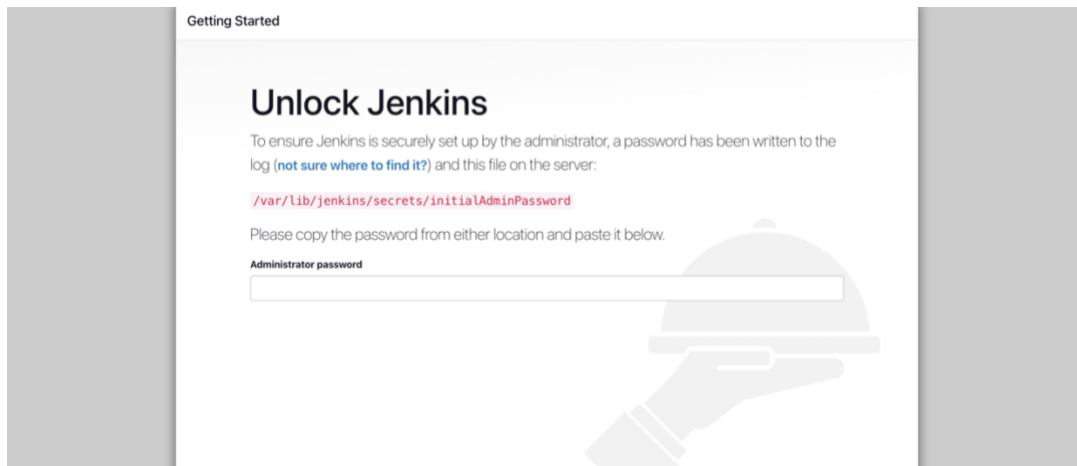 Getting Started
Unlock Jenkins
To ensure Jenkins is securely set up by the administrator, a password has been written to the
log (not sure where to find it?) and this file on the server:
/var/lib/jenkins/secrets/initialAdminPassword
Please copy the password from either location and paste it below.
Administrator password